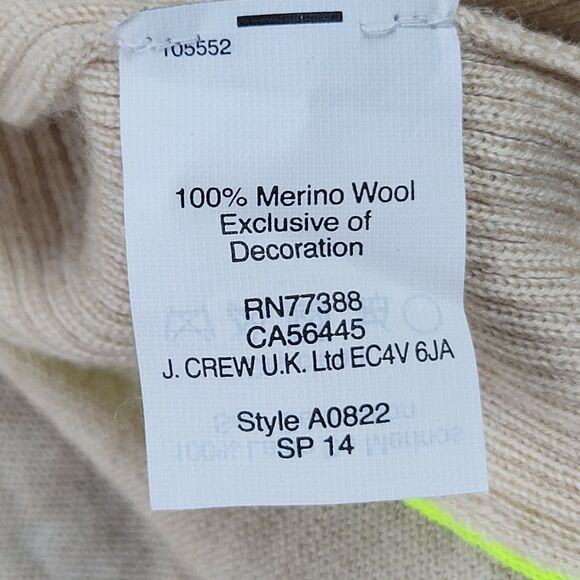 105552
100% Merino Wool
Exclusive of
Decoration
RN77388
CA56445
J. CREW U.K. Ltd EC4V 6JA
Style A0822
SP 14